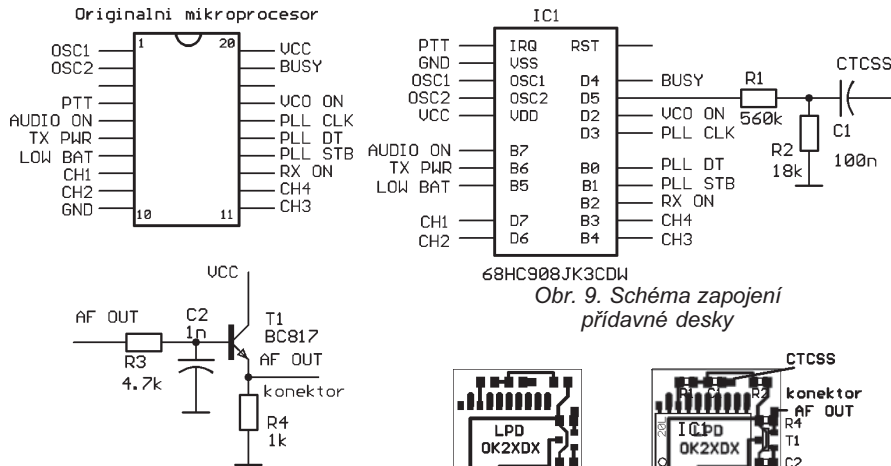 Originalni mikroprocesor
1 20
OSC1 VCC
OSC2 BUSY
PTT VCO ON
AUDIO ON PLL CLK
TX PWR PLL DT
LOW BAT PLL STB
CH1 RX ON
CH2 CH4
GND CH3
10 11
IC1
PTT IRQ RST
GND VSS
OSC1 OSC1 D4 BUSY
OSC2 OSC2 D5
VCC VDD D2 VCO ON
D3 PLL CLK
AUDIO ON B7
TX PWR B6 B0 PLL DT
LOW BAT B5 B1 PLL STB
B2 RX ON
CH1 D7 B3 CH4
CH2 D6 B4 CH3
68HC908JK3CDW
R1
560k
R2
18k
CTCSS
C1
100n
Obr. 9. Schéma zapojení
přídavné desky
VCC
AF OUT
R3
4.7k
C2
1n
T1
BC817
AF OUT
konektor
R4
1k
LPD
OK2XDX
CTCSS
R1 C1 R2
konektor
AF OUT
R4
T1
C2
20L
IC1
LPD
OK2XDX